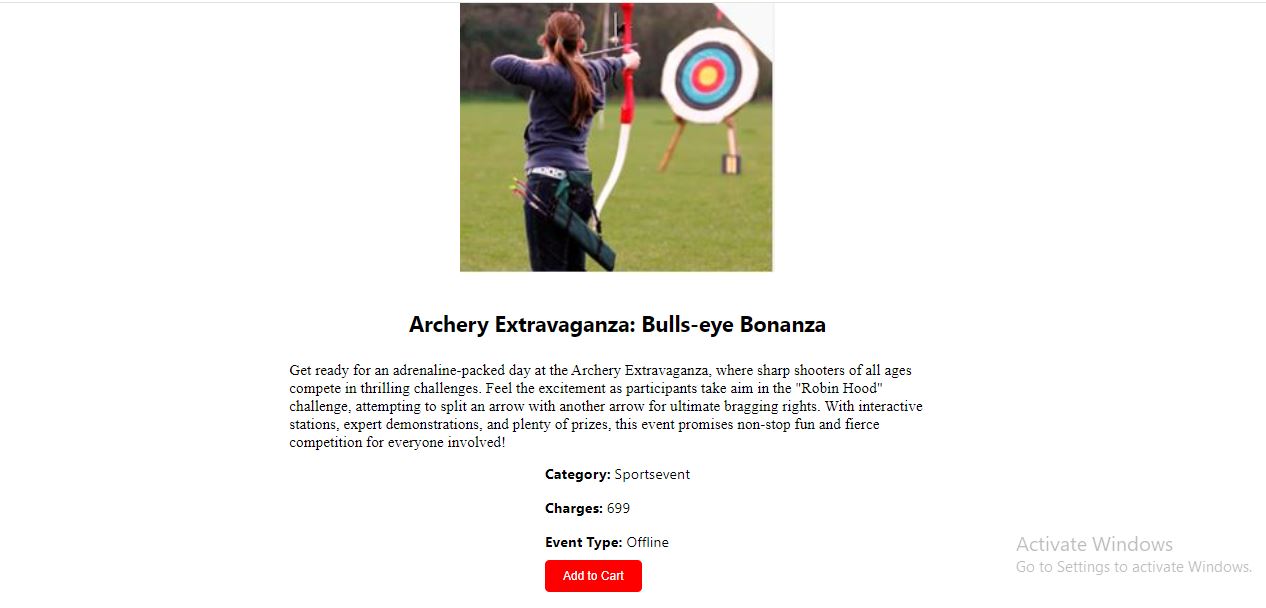 Archery Extravaganza: Bulls-eye Bonanza
Get ready for an adrenaline-packed day at the Archery Extravaganza, where sharp shooters of all ages
compete in thrilling challenges. Feel the excitement as participants take aim in the "Robin Hood"
challenge, attempting to split an arrow with another arrow for ultimate bragging rights. With interactive
stations, expert demonstrations, and plenty of prizes, this event promises non-stop fun and fierce
competition for everyone involved!
Category: Sportsevent
Charges: 699
Event Type: Offline
Add to Cart
Activate Windows
Go to Settings to activate Windows.